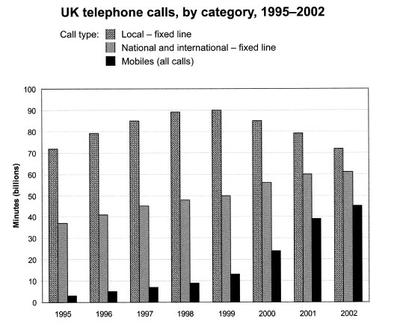 UK telephone calls, by category, 1995–2002
Call type:
Local – fixed line
National and international – fixed line
Mobiles (all calls)
Minutes (billions)
100
90
80
70
60
50
40
30
20
10
0
1995 1996 1997 1998 1999 2000 2001 2002